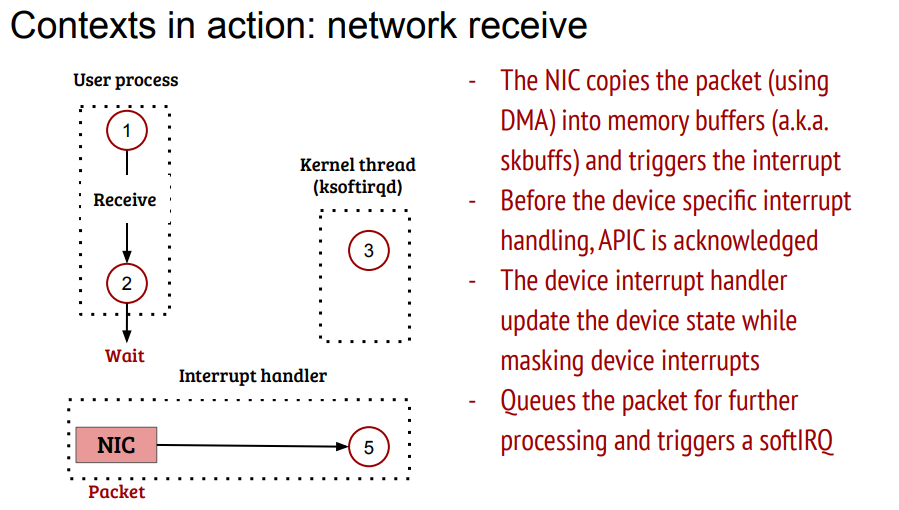 Contexts in action: network receive
User process
1
Receive
2
Wait
Kernel thread
(ksoftirqd)
3
Interrupt handler
NIC
5
Packet
- The NIC copies the packet (using
DMA) into memory buffers (a.k.a.
skbuffs) and triggers the interrupt
- Before the device specific interrupt
handling, APIC is acknowledged
- The device interrupt handler
update the device state while
masking device interrupts
- Queues the packet for further
processing and triggers a softIRQ